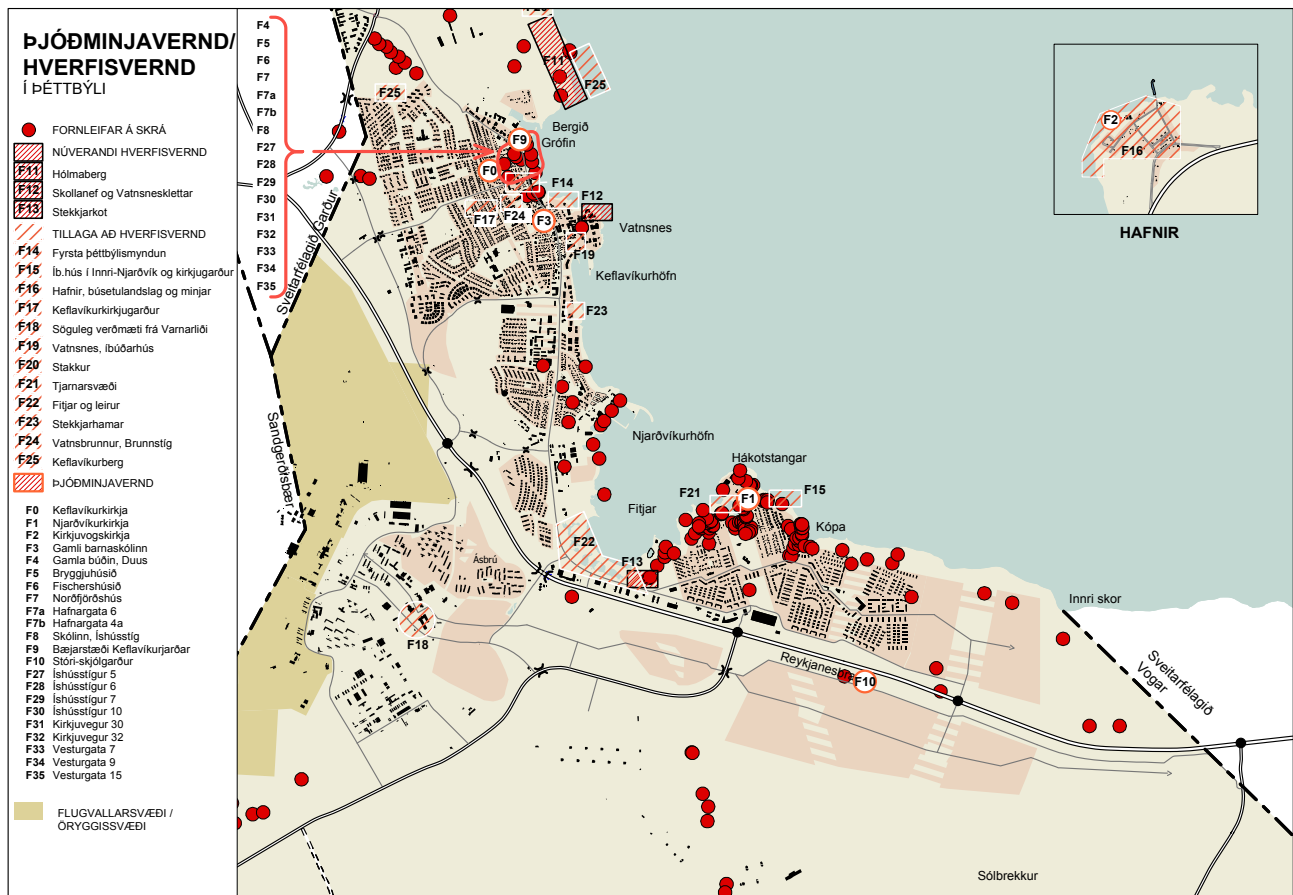 ÞJÓÐMINJAVERND/
HVERFISVERND
Í ÞÉTTBÝLI
FORNLEIFAR Á SKRÁ
NÚVERANDI HVERFISVERND
F11 Hólmaberg
F12 Skollanef og Vatnsnesklettar
F13 Stekkjarkot
TILLAGA AÐ HVERFISVERND
F14 Fyrsta þéttbýlismyndun
F15 Íb.hús í Innri-Njarðvík og kirkjugarður
F16 Hafnir, búsetulandslag og minjar
F17 Keflavíkurkirkjugarður
F18 Söguleg verðmæti frá Varnarliði
F19 Vatnsnes, íbúðarhús
F20 Stakkur
F21 Tjarnarsvæði
F22 Fitjar og leirur
F23 Stekkjarhamar
F24 Vatnsbrunnur, Brunnstíg
F25 Keflavíkurberg
ÞJÓÐMINJAVERND
F0 Keflavíkurkirkja
F1 Njarðvíkurkirkja
F2 Kirkjuvogskirkja
F3 Gamli barnaskólinn
F4 Gamla búðin, Duus
F5 Bryggjuhúsið
F6 Fischershúsið
F7 Norðfjörðshús
F7a Hafnargata 6
F7b Hafnargata 4a
F8 Skólinn, Íshússtíg
F9 Bæjarstæði Keflavíkurjarðar
F10 Stóri-skjólgarður
F27 Íshússtígur 5
F28 Íshússtígur 6
F29 Íshússtígur 7
F30 Íshússtígur 10
F31 Kirkjuvegur 30
F32 Kirkjuvegur 32
F33 Vesturgata 7
F34 Vesturgata 9
F35 Vesturgata 15
FLUGVALLARSVÆÐI /
ÖRYGGISSVÆÐI
F4
F5
F6
F7
F7a
F7b
F8
F27
F28
F29
F30
F31
F32
F33
F34
F35
F25
F11
F25
Bergið
Grófin
F9
F0
F14
F12
F17
F24
F3
Vatnsnes
F19
Keflavíkurhöfn
F23
Sveitarfélagið Garður
Sandgerðisbær
Njarðvíkurhöfn
Hákotstangar
F21
F1
F15
Fitjar
Kópa
F22
F13
Ásbrú
F18
Innri skor
Reykjanesbraut
F10
Sveitarfélagið
Vogar
Sólbrekkur
F2
F16
HAFNIR